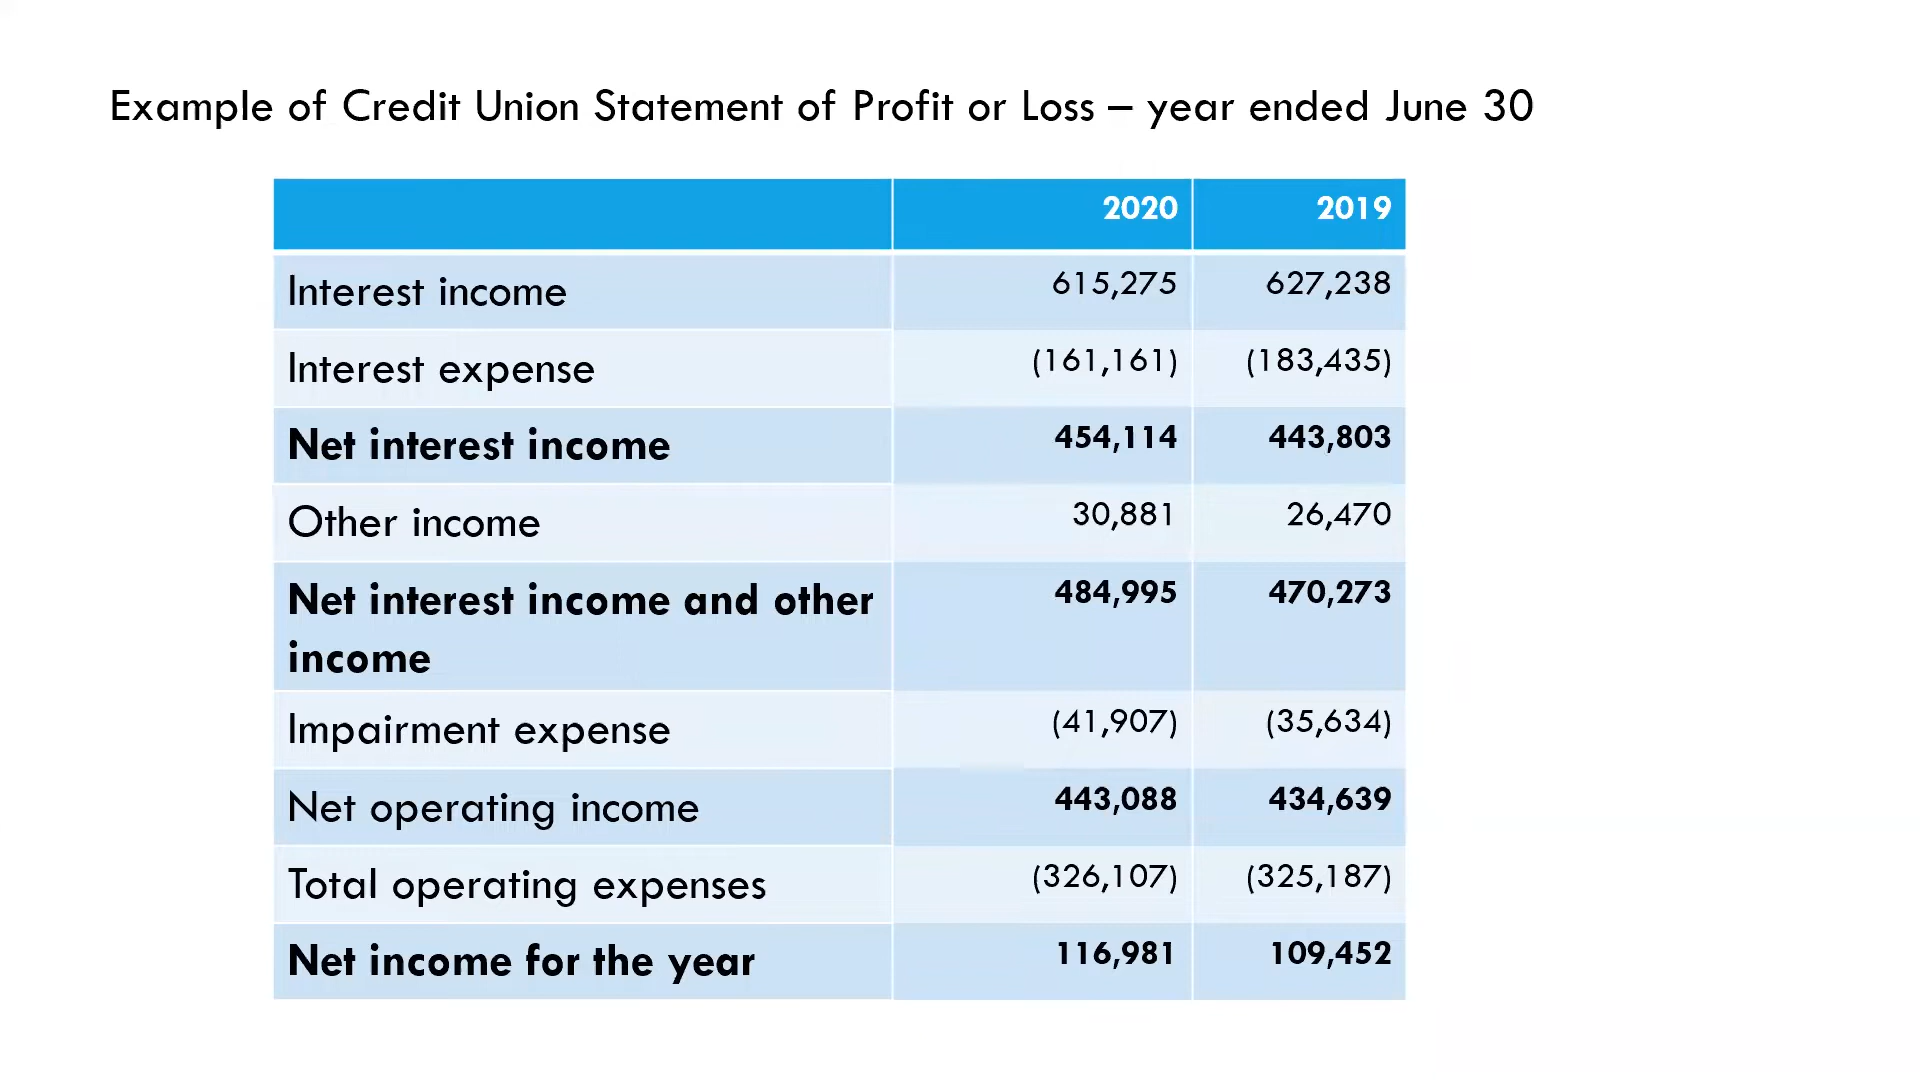 Example of Credit Union Statement of Profit or Loss – year ended June 30
2020 2019
Interest income 615,275 627,238
Interest expense (161,161) (183,435)
Net interest income 454,114 443,803
Other income 30,881 26,470
Net interest income and other 484,995 470,273
income
Impairment expense (41,907) (35,634)
Net operating income 443,088 434,639
Total operating expenses (326,107) (325,187)
Net income for the year 116,981 109,452